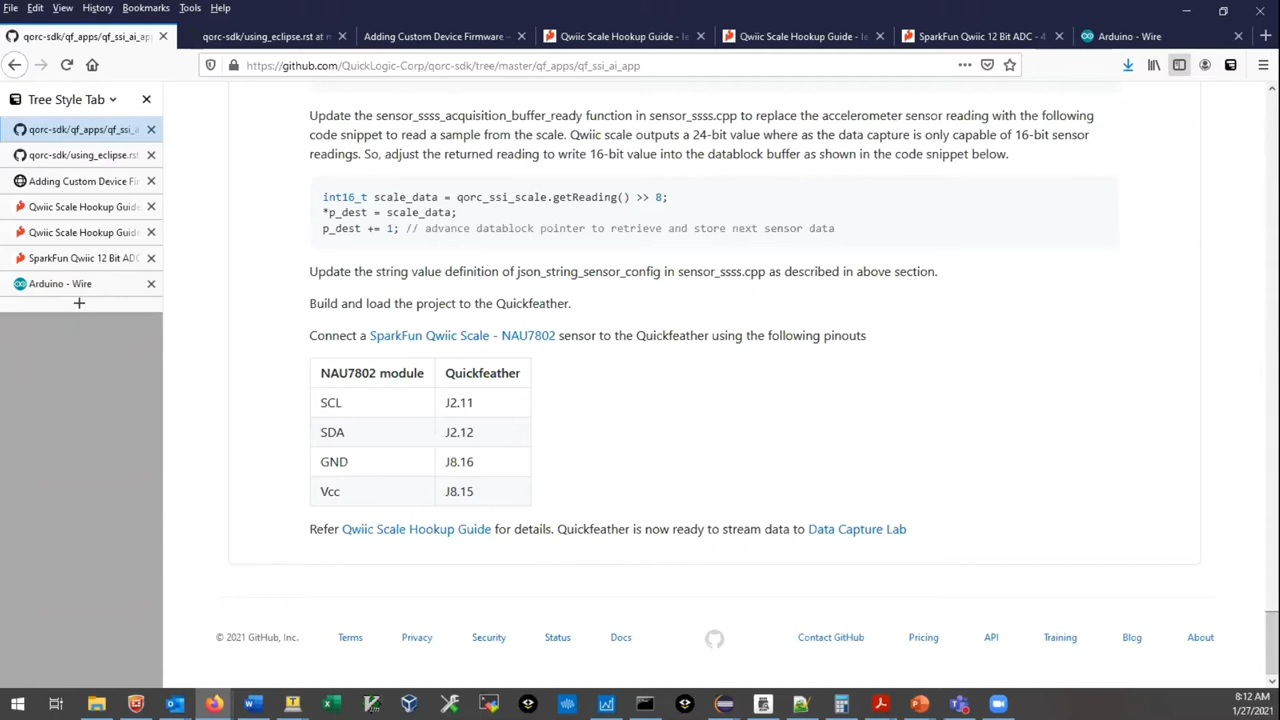 File Edit View History Bookmarks Tools Help
qorc-sdk/qf_apps/qf_ssi_ai_app
qorc-sdk/using_eclipse.rst at m
Adding Custom Device Firmware –
Qwiic Scale Hookup Guide - le
Qwiic Scale Hookup Guide - le
SparkFun Qwiic 12 Bit ADC - 4
Arduino - Wire
https://github.com/QuickLogic-Corp/qorc-sdk/tree/master/qf_apps/qf_ssi_ai_app
Tree Style Tab
qorc-sdk/qf_apps/qf_ssi_a
qorc-sdk/using_eclipse.rst
Adding Custom Device Fi
Qwiic Scale Hookup Guide
Qwiic Scale Hookup Guide
SparkFun Qwiic 12 Bit AD
Arduino - Wire
Update the sensor_ssss_acquisition_buffer_ready function in sensor_ssss.cpp to replace the accelerometer sensor reading with the following
code snippet to read a sample from the scale. Qwiic scale outputs a 24-bit value where as the data capture is only capable of 16-bit sensor
readings. So, adjust the returned reading to write 16-bit value into the datablock buffer as shown in the code snippet below.
int16_t scale_data = qorc_ssi_scale.getReading() >> 8;
*p_dest = scale_data;
p_dest += 1; // advance datablock pointer to retrieve and store next sensor data
Update the string value definition of json_string_sensor_config in sensor_ssss.cpp as described in above section.
Build and load the project to the Quickfeather.
Connect a SparkFun Qwiic Scale - NAU7802 sensor to the Quickfeather using the following pinouts
NAU7802 module Quickfeather
SCL J2.11
SDA J2.12
GND J8.16
Vcc J8.15
Refer Qwiic Scale Hookup Guide for details. Quickfeather is now ready to stream data to Data Capture Lab
© 2021 GitHub, Inc. Terms Privacy Security Status Docs Contact GitHub Pricing API Training Blog About
8:12 AM
1/27/2021